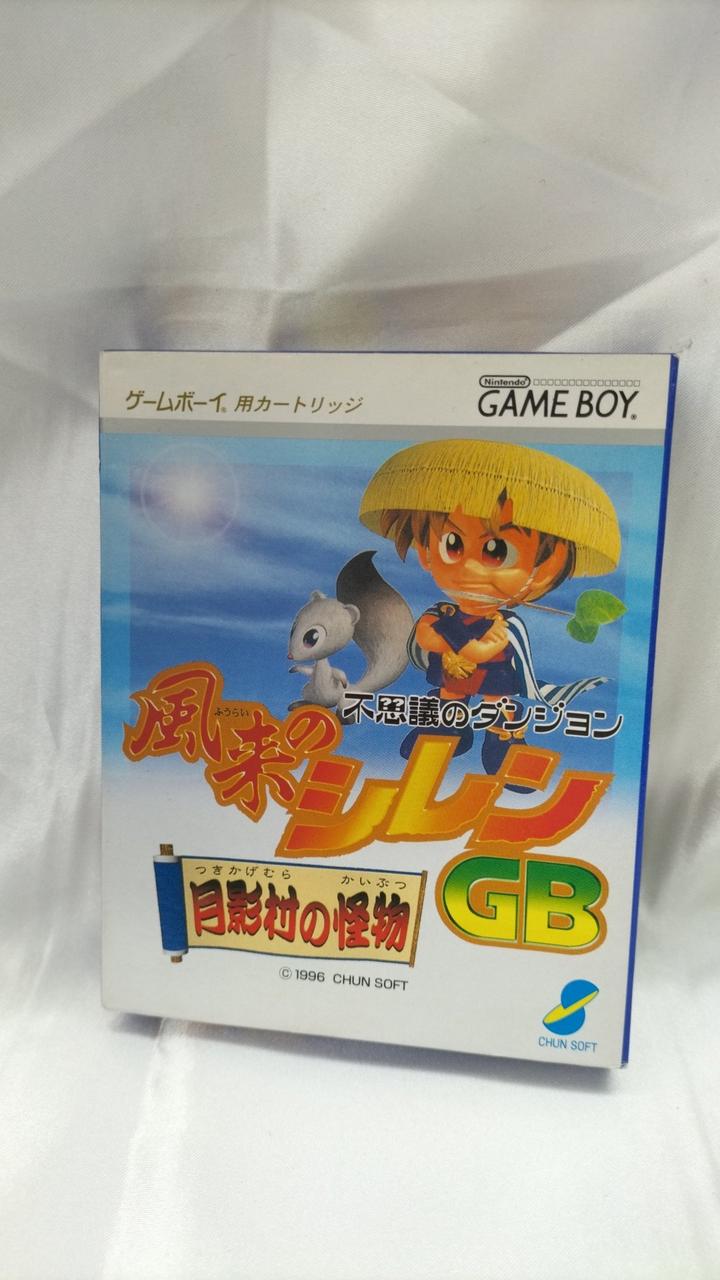 ゲームボーイ® 用カートリッジ
Nintendo®
GAME BOY®
不思議のダンジョン
ふうらい
風来のシレン
GB
つきかげむら かいぶつ
月影村の怪物
© 1996 CHUN SOFT
CHUN SOFT